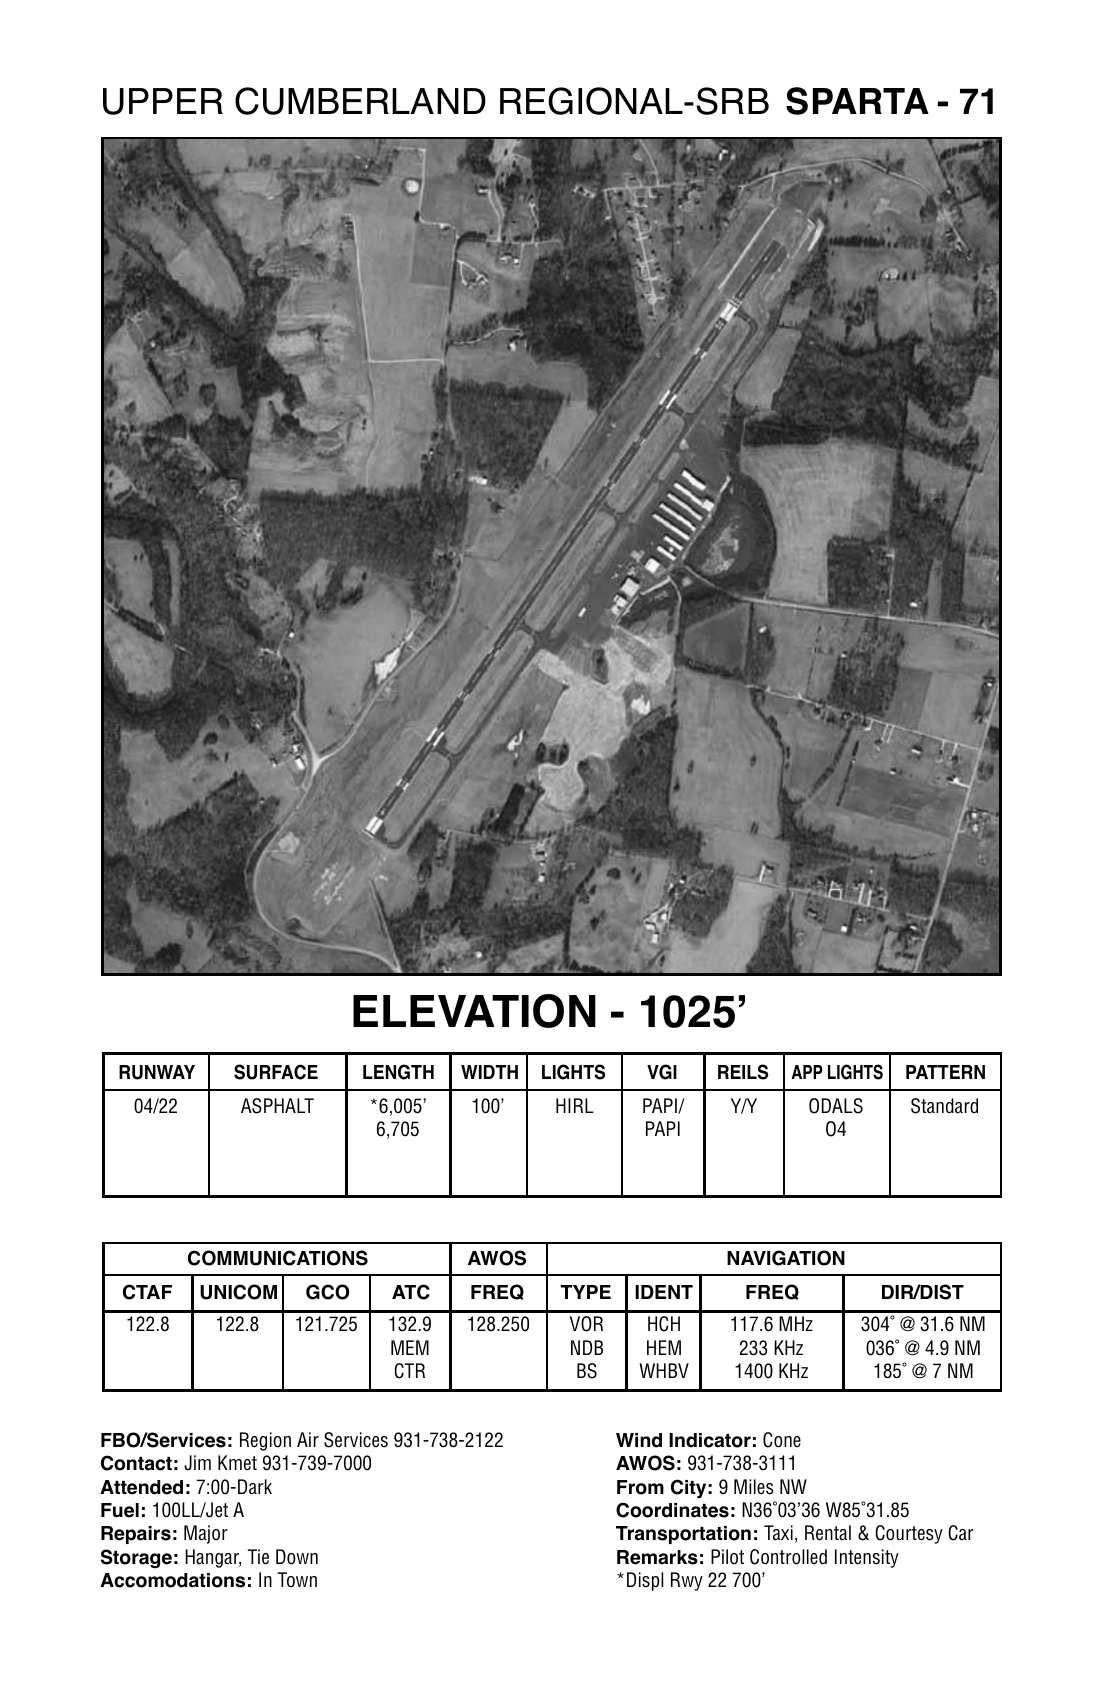 UPPER CUMBERLAND REGIONAL-SRB SPARTA - 71
ELEVATION - 1025’
RUNWAY SURFACE LENGTH WIDTH LIGHTS VGI REILS APP LIGHTS PATTERN
04/22 ASPHALT *6,005’ 100’ HIRL PAPI/ Y/Y ODALS Standard
6,705 PAPI O4
COMMUNICATIONS AWOS NAVIGATION
CTAF UNICOM GCO ATC FREQ TYPE IDENT FREQ DIR/DIST
122.8 122.8 121.725 132.9 128.250 VOR HCH 117.6 MHz 304˚ @ 31.6 NM
MEM NDB HEM 233 KHz 036˚ @ 4.9 NM
CTR BS WHBV 1400 KHz 185˚ @ 7 NM
FBO/Services: Region Air Services 931-738-2122
Contact: Jim Kmet 931-739-7000
Attended: 7:00-Dark
Fuel: 100LL/Jet A
Repairs: Major
Storage: Hangar, Tie Down
Accomodations: In Town
Wind Indicator: Cone
AWOS: 931-738-3111
From City: 9 Miles NW
Coordinates: N36˚03’36 W85˚31.85
Transportation: Taxi, Rental & Courtesy Car
Remarks: Pilot Controlled Intensity
*Displ Rwy 22 700’